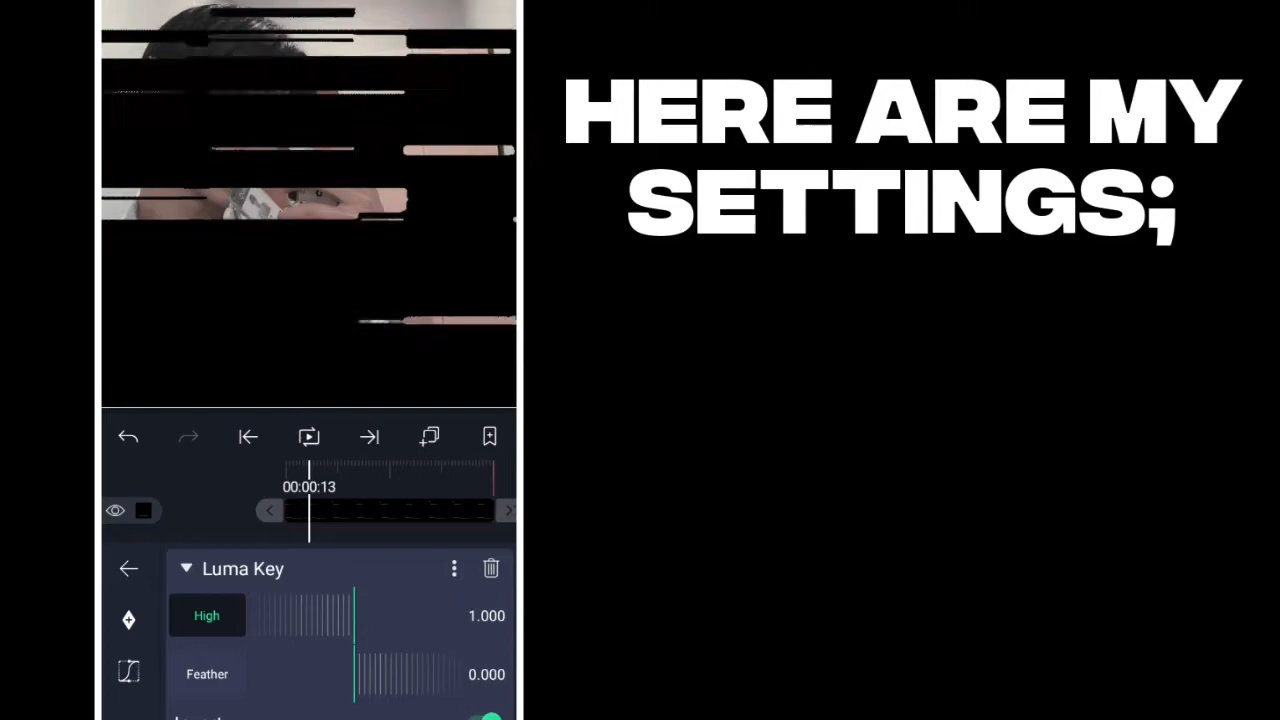 HERE ARE MY
SETTINGS;
00:00:13
Luma Key
High
1.000
Feather
0.000